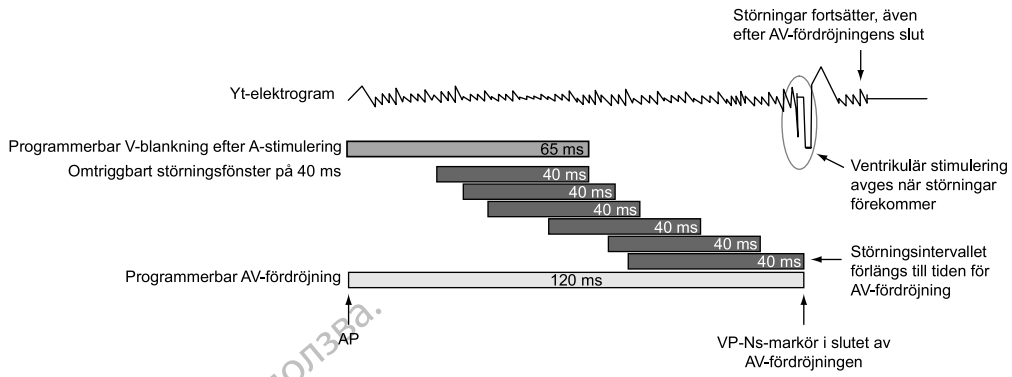 Störningar fortsätter, även
efter AV-fördröjningens slut
Yt-elektrogram
Programmerbar V-blankning efter A-stimulering
65 ms
Omtriggbart störningsfönster på 40 ms
40 ms
40 ms
40 ms
40 ms
40 ms
40 ms
Ventrikulär stimulering
avges när störningar
förekommer
Störningsintervallet
förlängs till tiden för
AV-fördröjning
Programmerbar AV-fördröjning
120 ms
AP
VP-Ns-markör i slutet av
AV-fördröjningen